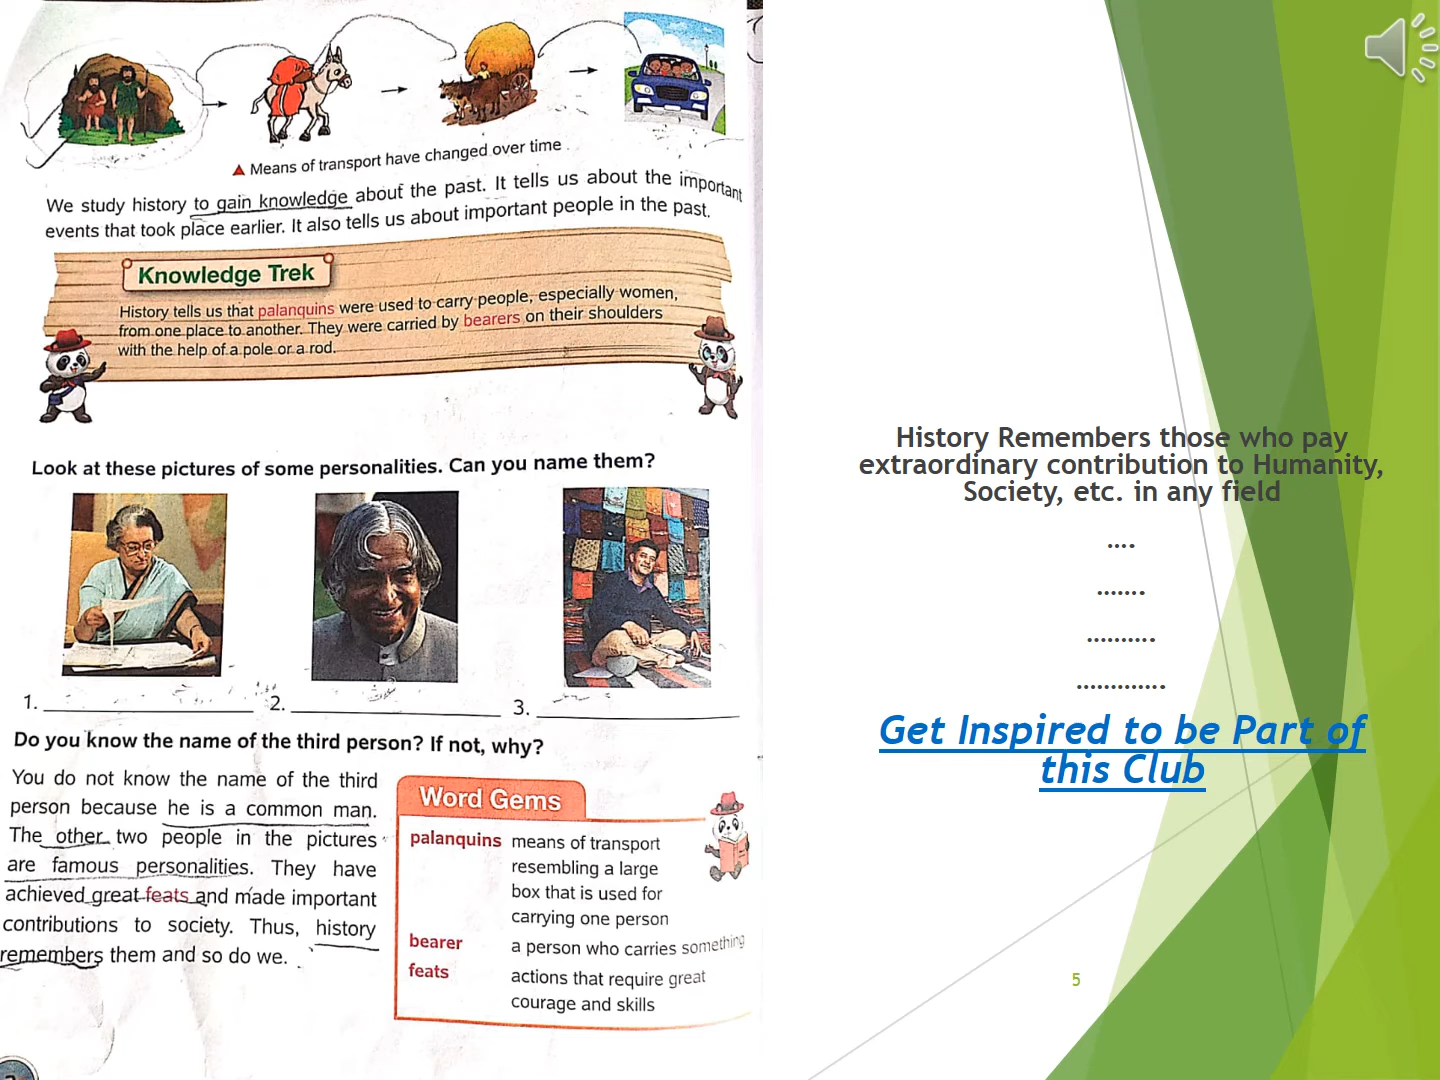 Means of transport have changed over time
We study history to gain knowledge about the past. It tells us about the important
events that took place earlier. It also tells us about important people in the past.
Knowledge Trek
History tells us that palanquins were used to carry people, especially women,
from one place to another. They were carried by bearers on their shoulders
with the help of a pole or a rod.
Look at these pictures of some personalities. Can you name them?
1. 2. 3.
Do you know the name of the third person? If not, why?
You do not know the name of the third
person because he is a common man.
The other two people in the pictures
are famous personalities. They have
achieved great feats and made important
contributions to society. Thus, history
remembers them and so do we.
Word Gems
palanquins means of transport
resembling a large
box that is used for
carrying one person
bearer a person who carries something
feats actions that require great
courage and skills
History Remembers those who pay
extraordinary contribution to Humanity,
Society, etc. in any field
....
.......
..........
.............
Get Inspired to be Part of
this Club
5